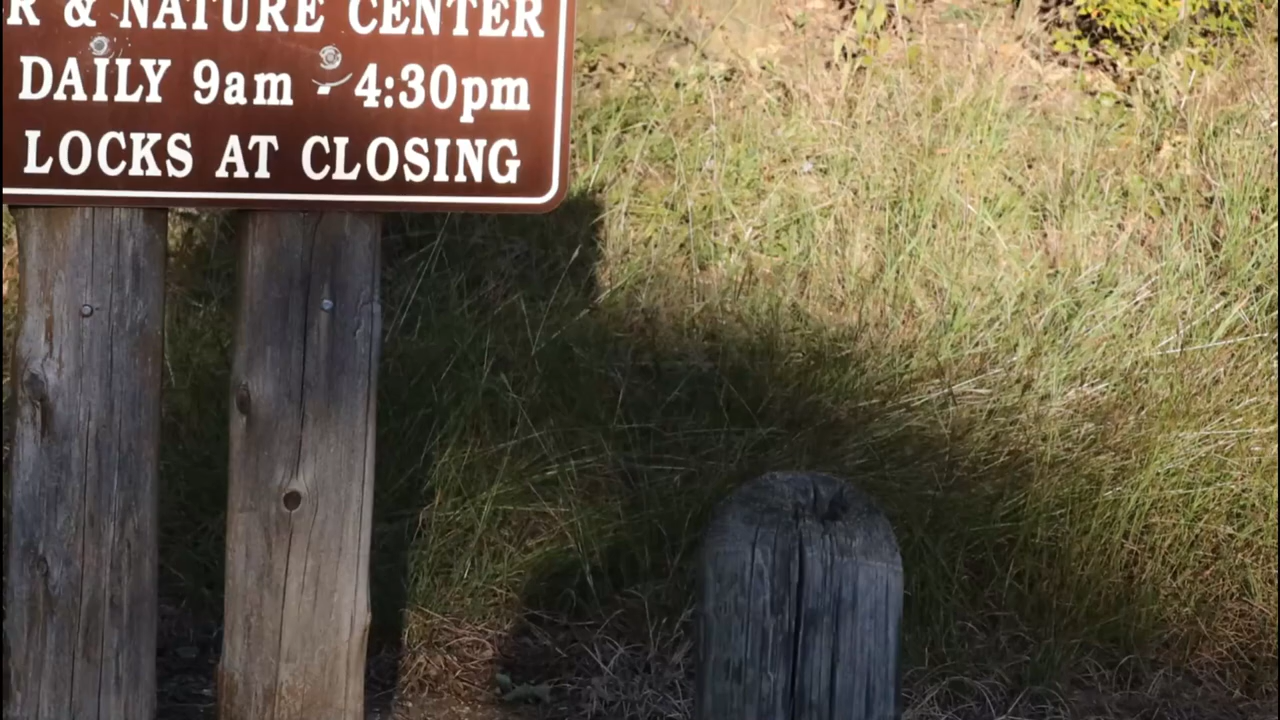 & NATURE CENTER
DAILY 9am - 4:30pm
LOCKS AT CLOSING